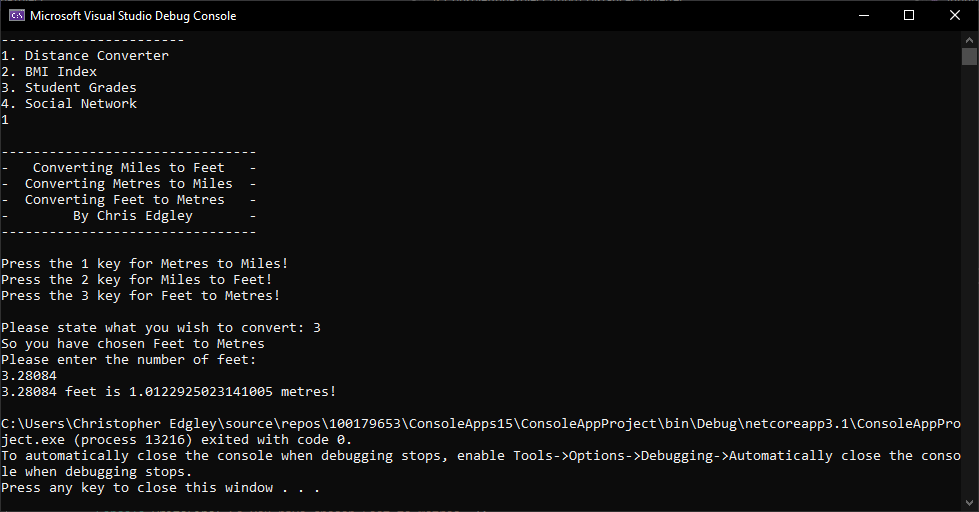 Microsoft Visual Studio Debug Console
-----------------------
1. Distance Converter
2. BMI Index
3. Student Grades
4. Social Network
1
--------------------------------
-   Converting Miles to Feet   -
-  Converting Metres to Miles  -
-  Converting Feet to Metres   -
-        By Chris Edgley       -
--------------------------------
Press the 1 key for Metres to Miles!
Press the 2 key for Miles to Feet!
Press the 3 key for Feet to Metres!
Please state what you wish to convert: 3
So you have chosen Feet to Metres
Please enter the number of feet:
3.28084
3.28084 feet is 1.0122925023141005 metres!
C:\Users\Christopher Edgley\source\repos\100179653\ConsoleApps15\ConsoleAppProject\bin\Debug\netcoreapp3.1\ConsoleAppPro
ject.exe (process 13216) exited with code 0.
To automatically close the console when debugging stops, enable Tools->Options->Debugging->Automatically close the conso
le when debugging stops.
Press any key to close this window . . .